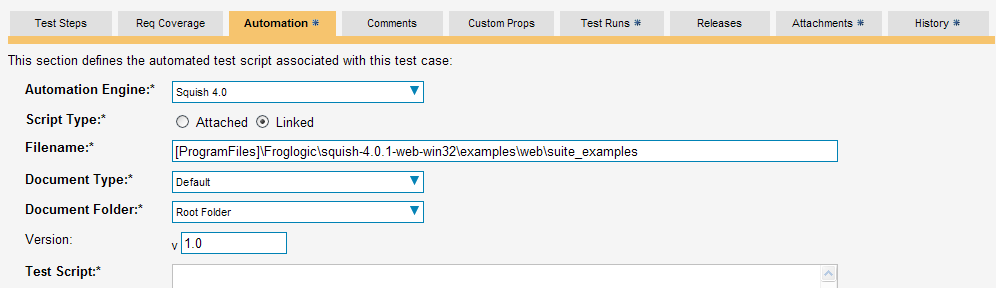 Test Steps Req Coverage Automation * Comments Custom Props Test Runs * Releases Attachments * History *
This section defines the automated test script associated with this test case:
Automation Engine:* Squish 4.0
Script Type:* Attached Linked
Filename:* [ProgramFiles]\Froglogic\squish-4.0.1-web-win32\examples\web\suite_examples
Document Type:* Default
Document Folder:* Root Folder
Version: v 1.0
Test Script:*